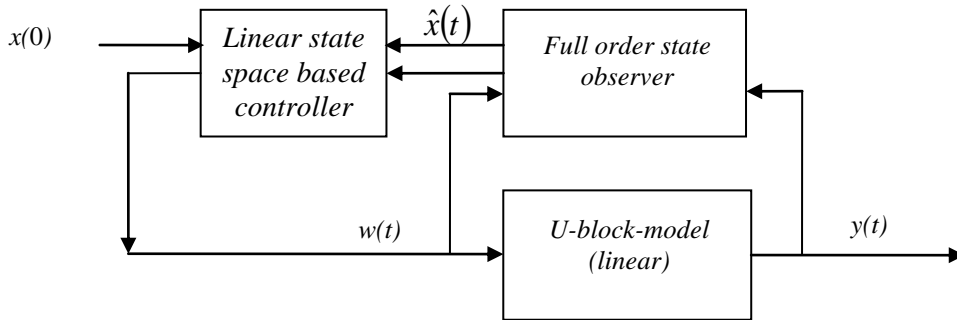 x(0)
Linear state
space based
controller
x̂(t)
Full order state
observer
w(t)
U-block-model
(linear)
y(t)